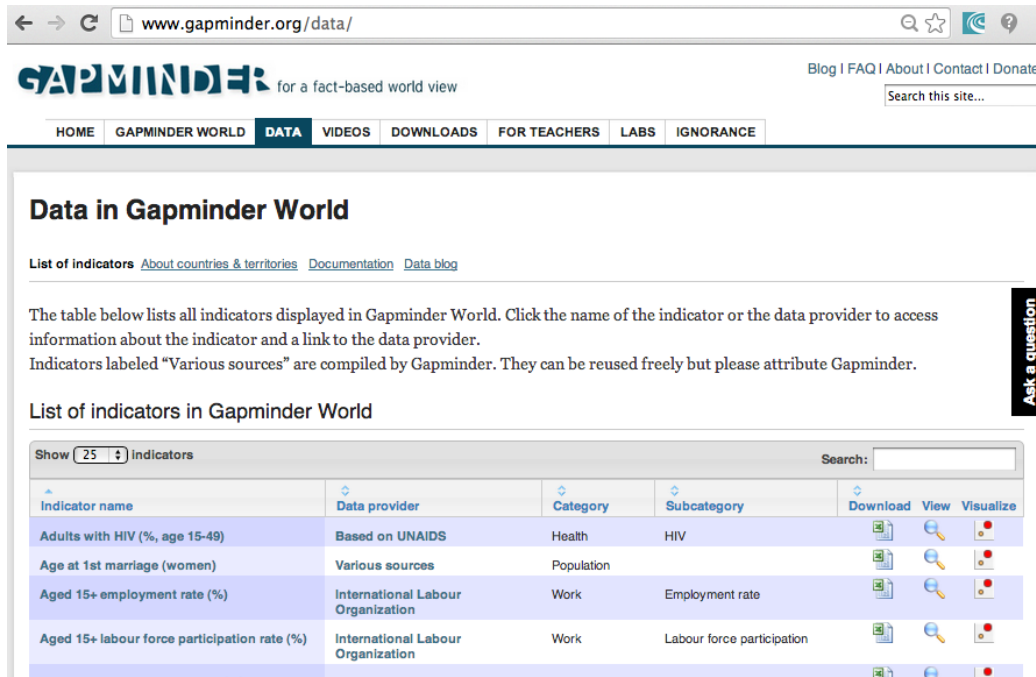 www.gapminder.org/data/
GAPMINDER for a fact-based world view
Blog I FAQ I About I Contact I Donate
Search this site...
HOME GAPMINDER WORLD DATA VIDEOS DOWNLOADS FOR TEACHERS LABS IGNORANCE
Data in Gapminder World
List of indicators About countries & territories Documentation Data blog
The table below lists all indicators displayed in Gapminder World. Click the name of the indicator or the data provider to access
information about the indicator and a link to the data provider.
Indicators labeled “Various sources” are compiled by Gapminder. They can be reused freely but please attribute Gapminder.
Ask a question
List of indicators in Gapminder World
Show 25 indicators Search:
Indicator name Data provider Category Subcategory Download View Visualize
Adults with HIV (%, age 15-49) Based on UNAIDS Health HIV
Age at 1st marriage (women) Various sources Population
Aged 15+ employment rate (%) International Labour Work Employment rate
Organization
Aged 15+ labour force participation rate (%) International Labour Work Labour force participation
Organization